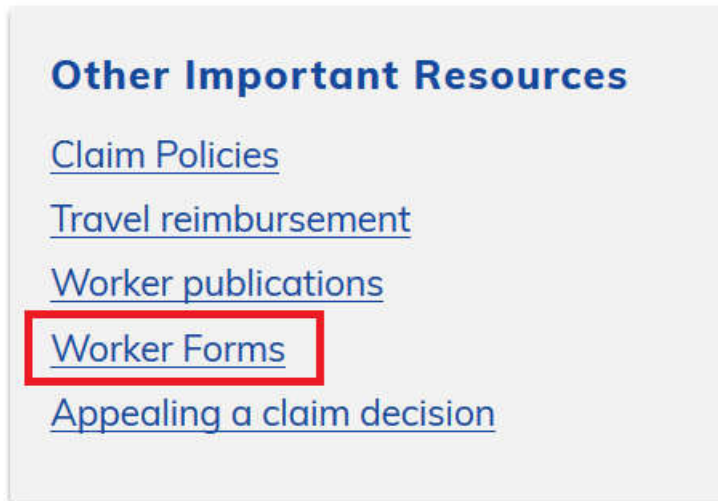 Other Important Resources
Claim Policies
Travel reimbursement
Worker publications
Worker Forms
Appealing a claim decision